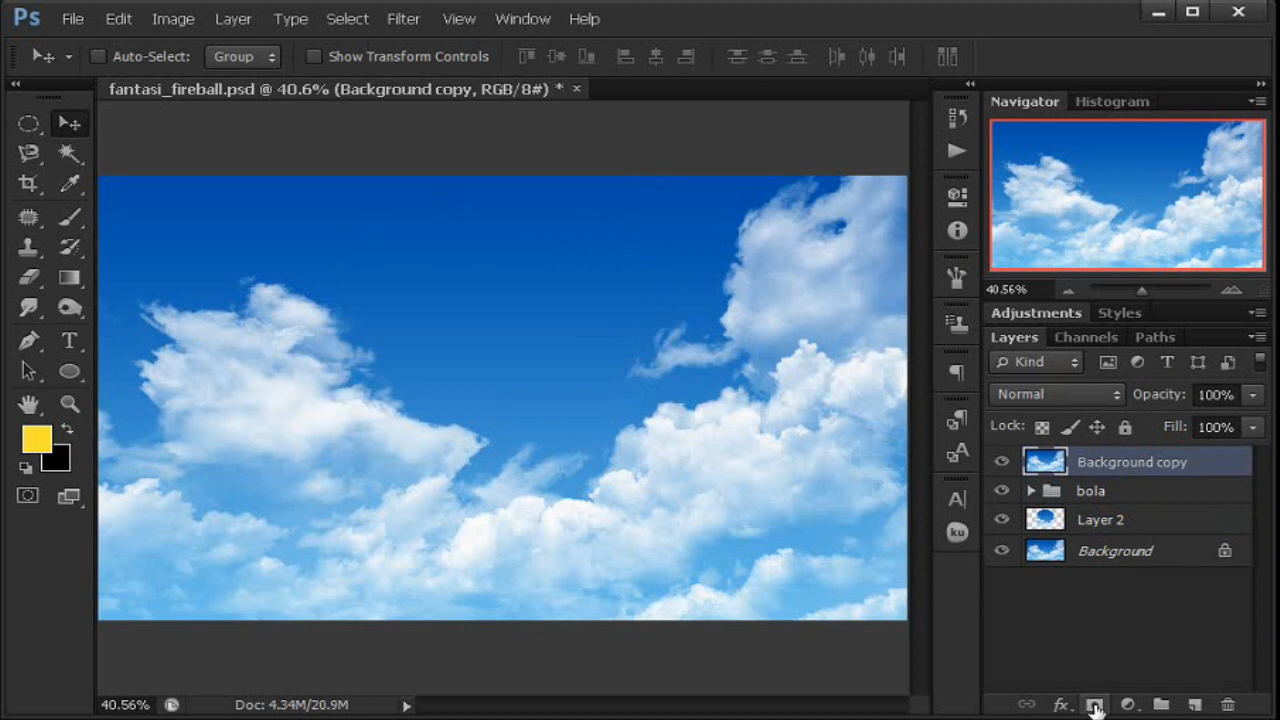 Ps File Edit Image Layer Type Select Filter View Window Help
Auto-Select: Group Show Transform Controls
fantasi_fireball.psd @ 40.6% (Background copy, RGB/8#) * ×
Navigator Histogram
40.56%
Adjustments Styles
Layers Channels Paths
Kind
Normal Opacity: 100%
Lock: Fill: 100%
Background copy
bola
Layer 2
Background
ku
40.56% Doc: 4.34M/20.9M
fx